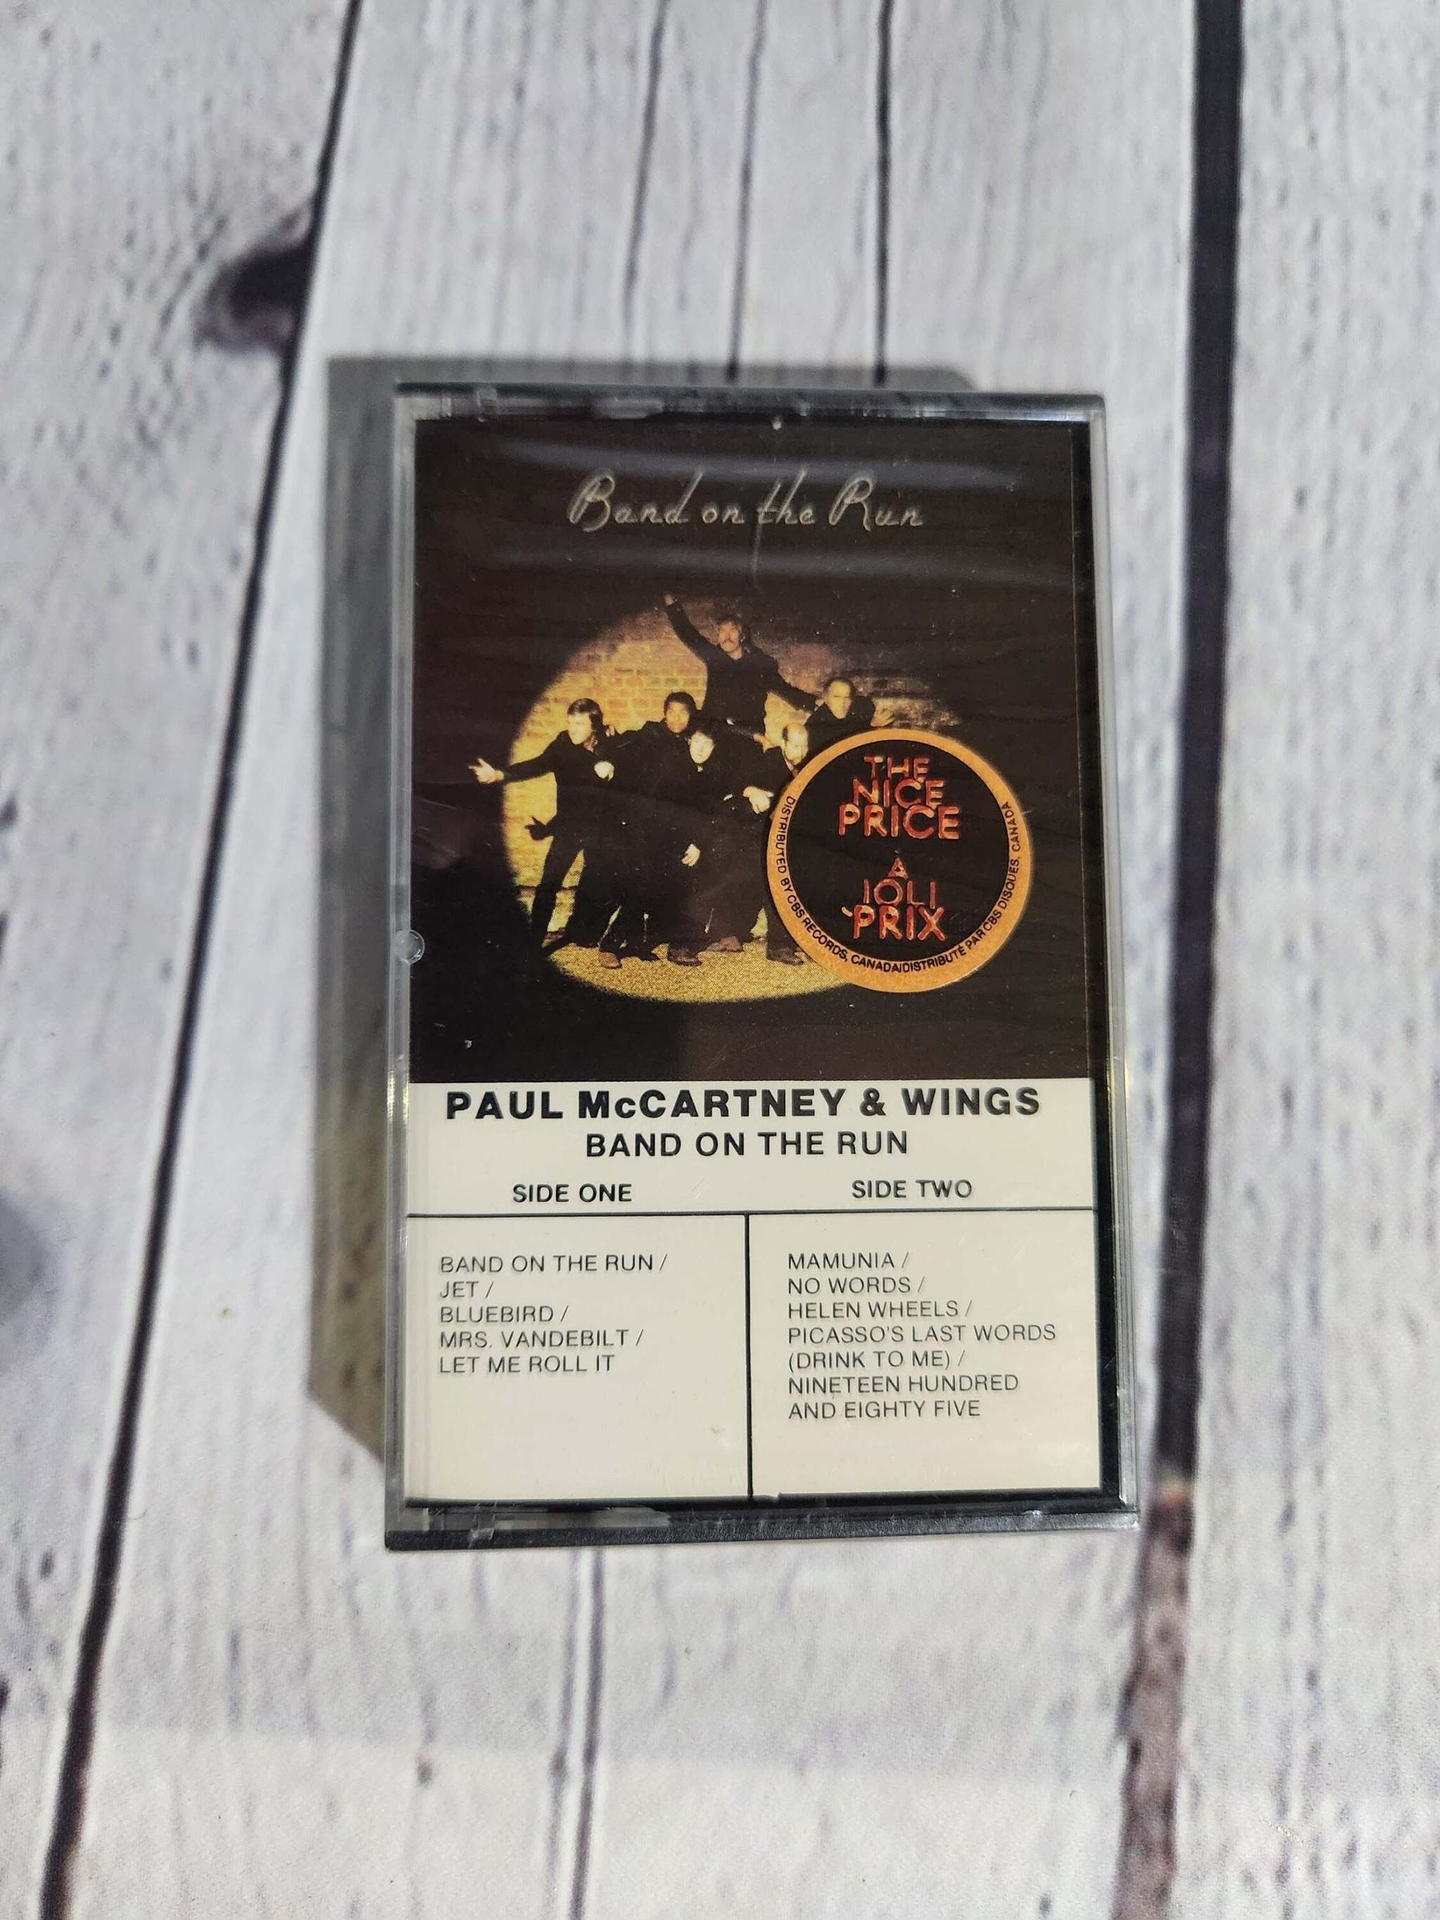 Band on the Run
THE
NICE
PRICE
A
JOLI
PRIX
DISTRIBUTED BY CBS RECORDS, CANADA/DISTRIBUTÉ PAR CBS DISQUES, CANADA
PAUL McCARTNEY & WINGS
BAND ON THE RUN
SIDE ONE
BAND ON THE RUN /
JET /
BLUEBIRD /
MRS. VANDEBILT /
LET ME ROLL IT
SIDE TWO
MAMUNIA /
NO WORDS /
HELEN WHEELS /
PICASSO'S LAST WORDS
(DRINK TO ME) /
NINETEEN HUNDRED
AND EIGHTY FIVE